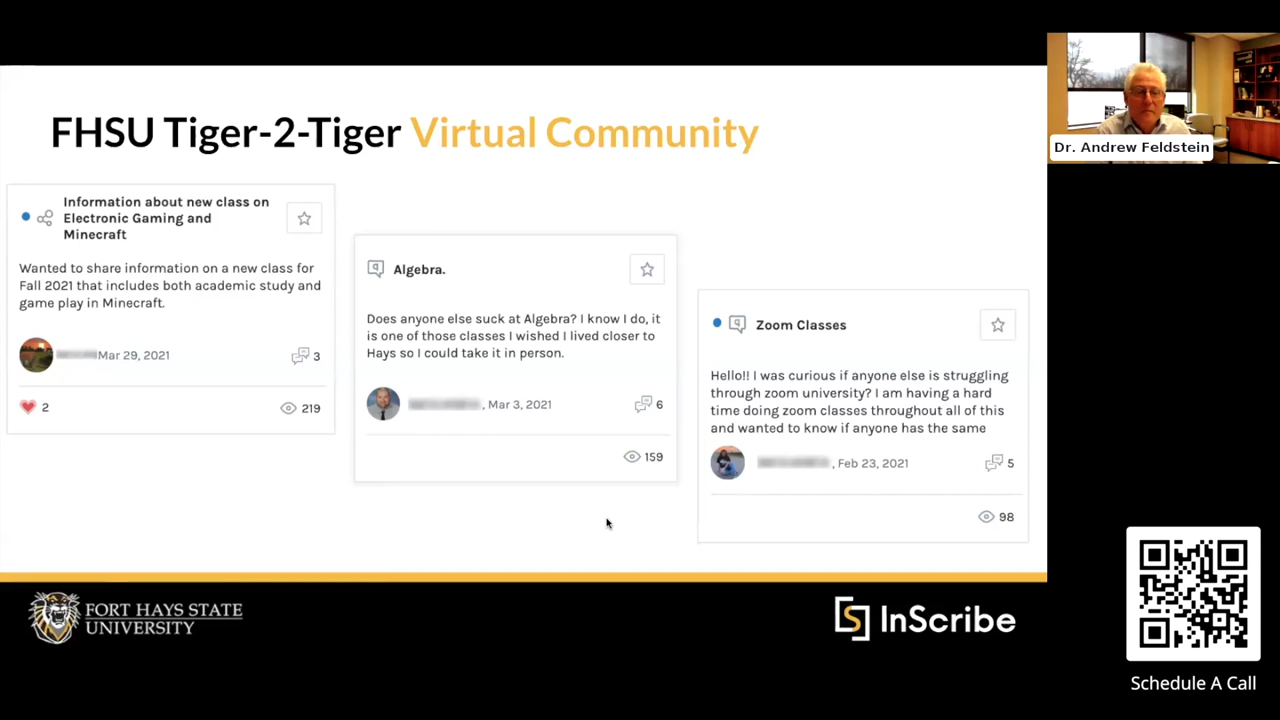 FHSU Tiger-2-Tiger Virtual Community
Dr. Andrew Feldstein
Information about new class on
Electronic Gaming and
Minecraft
Wanted to share information on a new class for
Fall 2021 that includes both academic study and
game play in Minecraft.
Mar 29, 2021
3
2
219
Algebra.
Does anyone else suck at Algebra? I know I do, it
is one of those classes I wished I lived closer to
Hays so I could take it in person.
, Mar 3, 2021
6
159
Zoom Classes
Hello!! I was curious if anyone else is struggling
through zoom university? I am having a hard
time doing zoom classes throughout all of this
and wanted to know if anyone has the same
, Feb 23, 2021
5
98
FORT HAYS STATE
UNIVERSITY
InScribe
Schedule A Call